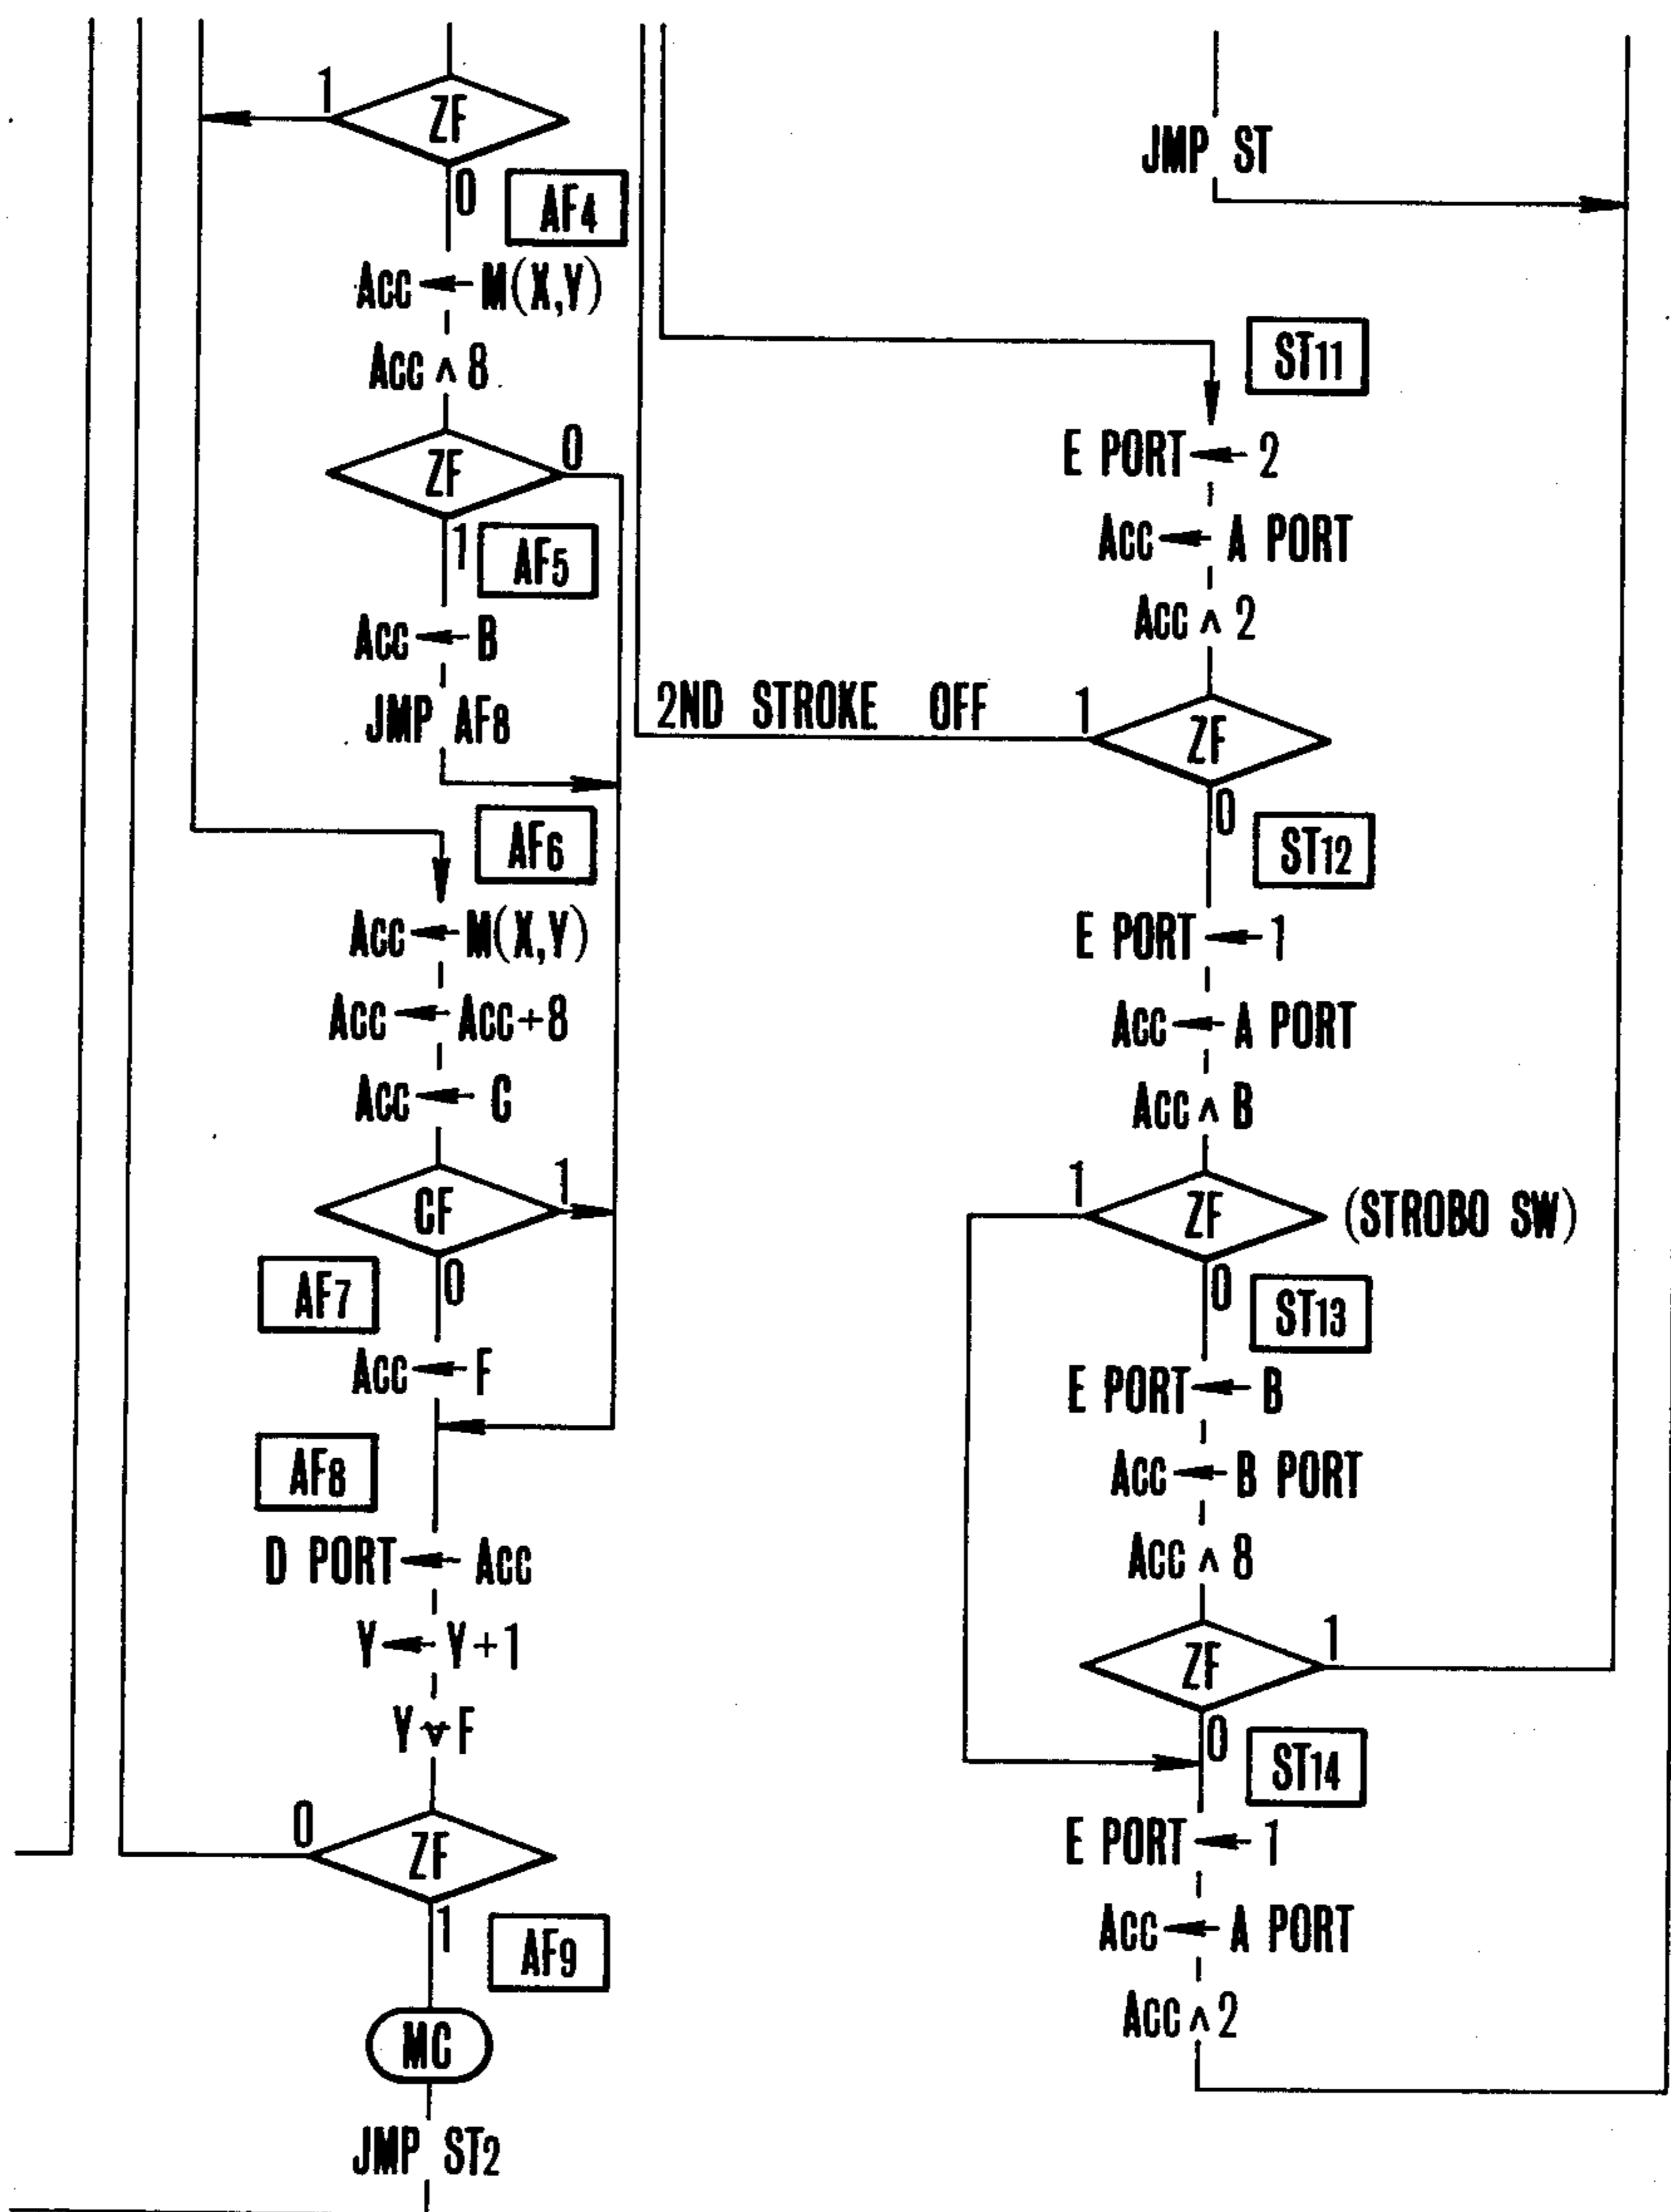 1
ZF
0
AF4
Acc ← M(X,Y)
Acc ∧ 8
ZF
0
1
AF5
Acc ← B
JMP AF8
AF6
Acc ← M(X,Y)
Acc ← Acc+8
Acc ← C
CF
1
0
AF7
Acc ← F
AF8
D PORT ← Acc
Y ← Y+1
Y ⊻ F
0
ZF
1
AF9
MC
JMP ST2
JMP ST
ST11
E PORT ← 2
Acc ← A PORT
Acc ∧ 2
2ND STROKE OFF
1
ZF
0
ST12
E PORT ← 1
Acc ← A PORT
Acc ∧ B
1
ZF
(STROBO SW)
0
ST13
E PORT ← B
Acc ← B PORT
Acc ∧ 8
ZF
1
0
ST14
E PORT ← 1
Acc ← A PORT
Acc ∧ 2